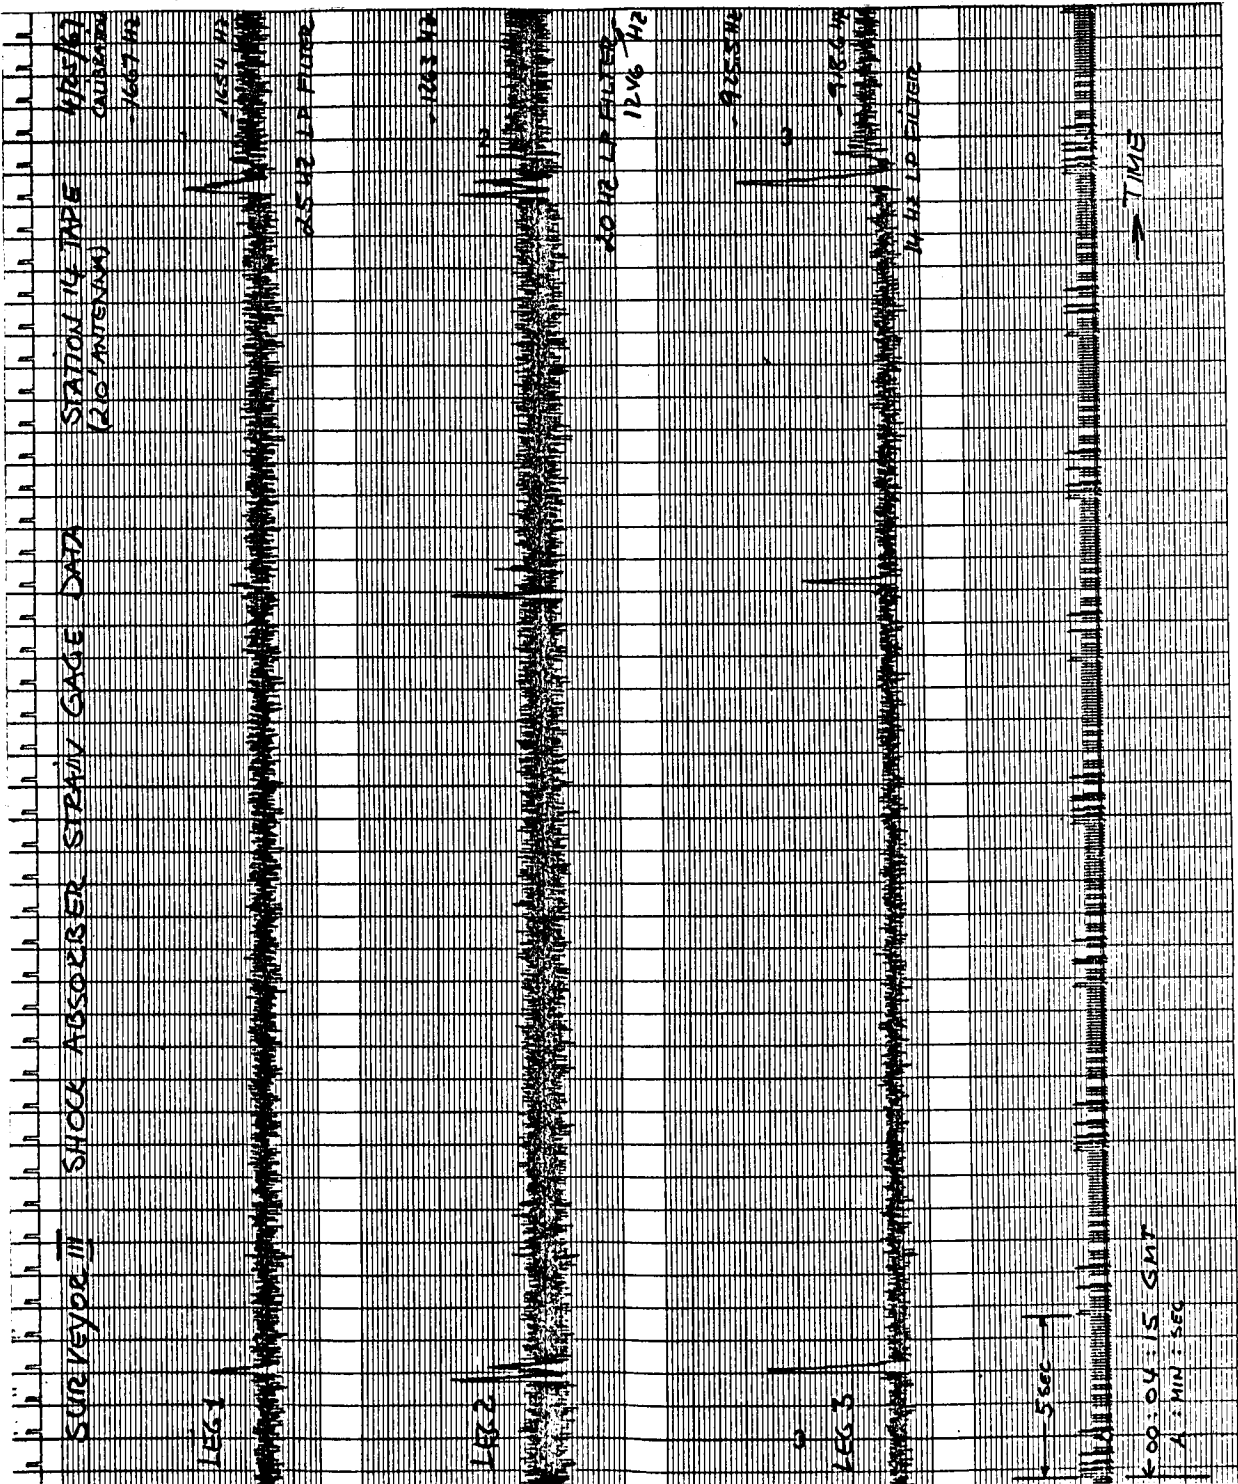 SURVEYOR III SHOCK ABSORBER STRAIN GAGE DATA STATION 14 TAPE 4/25/67
(20' ANTENNA) CALIBRATION
1667 HZ
LEG 1 1654 HZ
25 HZ LP FILTER
1263 HZ
LEG 2
20 HZ LP FILTER
1246 HZ
925.5 HZ
LEG 3 918.6 HZ
14 HZ LP FILTER
5 SEC
00:04:15 GMT → TIME
MIN : SEC